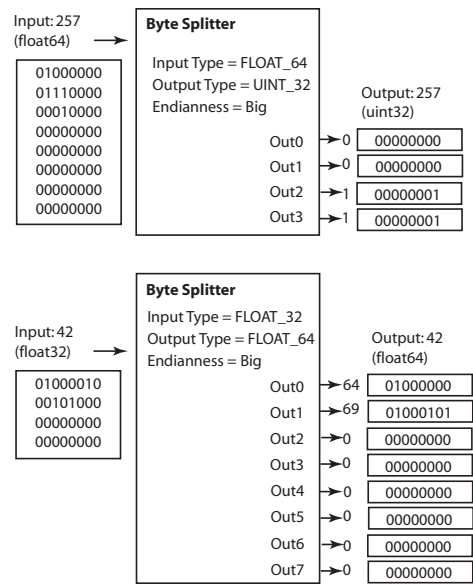 Input: 257
(float64)
01000000
01110000
00010000
00000000
00000000
00000000
00000000
00000000
Byte Splitter
Input Type = FLOAT_64
Output Type = UINT_32
Endianness = Big
Output: 257
(uint32)
Out0 0 00000000
Out1 0 00000000
Out2 1 00000001
Out3 1 00000001
Input: 42
(float32)
01000010
00101000
00000000
00000000
Byte Splitter
Input Type = FLOAT_32
Output Type = FLOAT_64
Endianness = Big
Output: 42
(float64)
Out0 64 01000000
Out1 69 01000101
Out2 0 00000000
Out3 0 00000000
Out4 0 00000000
Out5 0 00000000
Out6 0 00000000
Out7 0 00000000